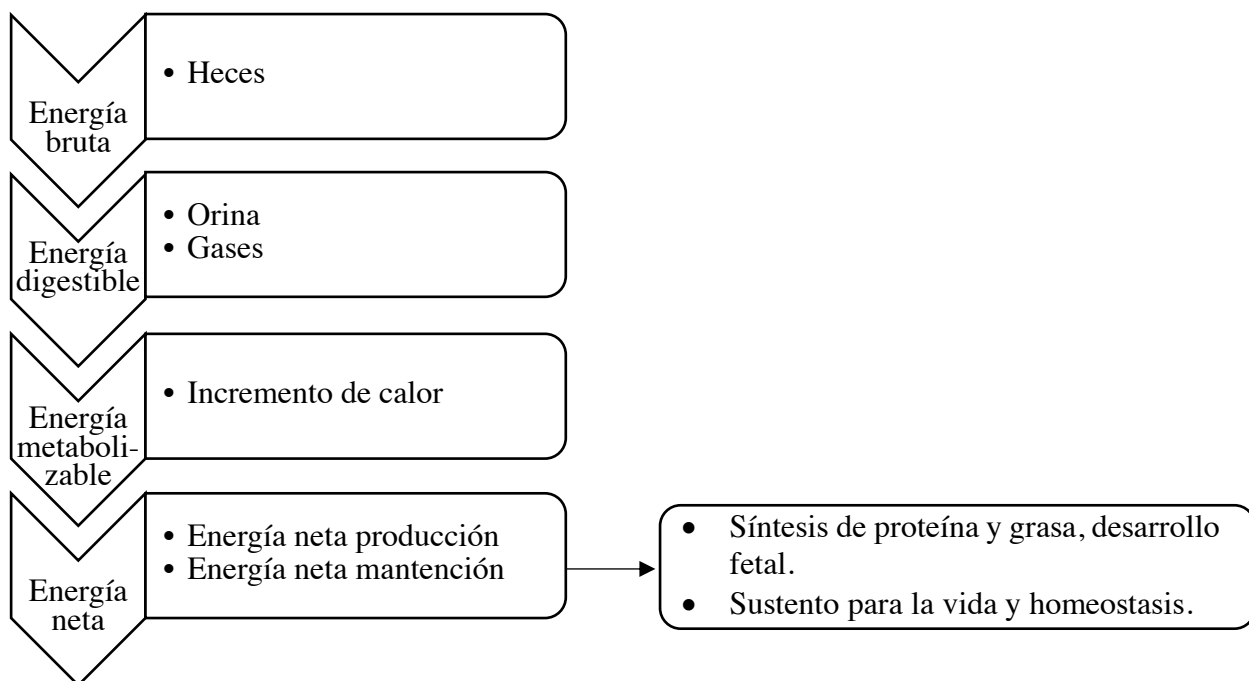 Energía
bruta
• Heces
Energía
digestible
• Orina
• Gases
Energía
metaboli-
zable
• Incremento de calor
Energía
neta
• Energía neta producción
• Energía neta mantención
• Síntesis de proteína y grasa, desarrollo
fetal.
• Sustento para la vida y homeostasis.